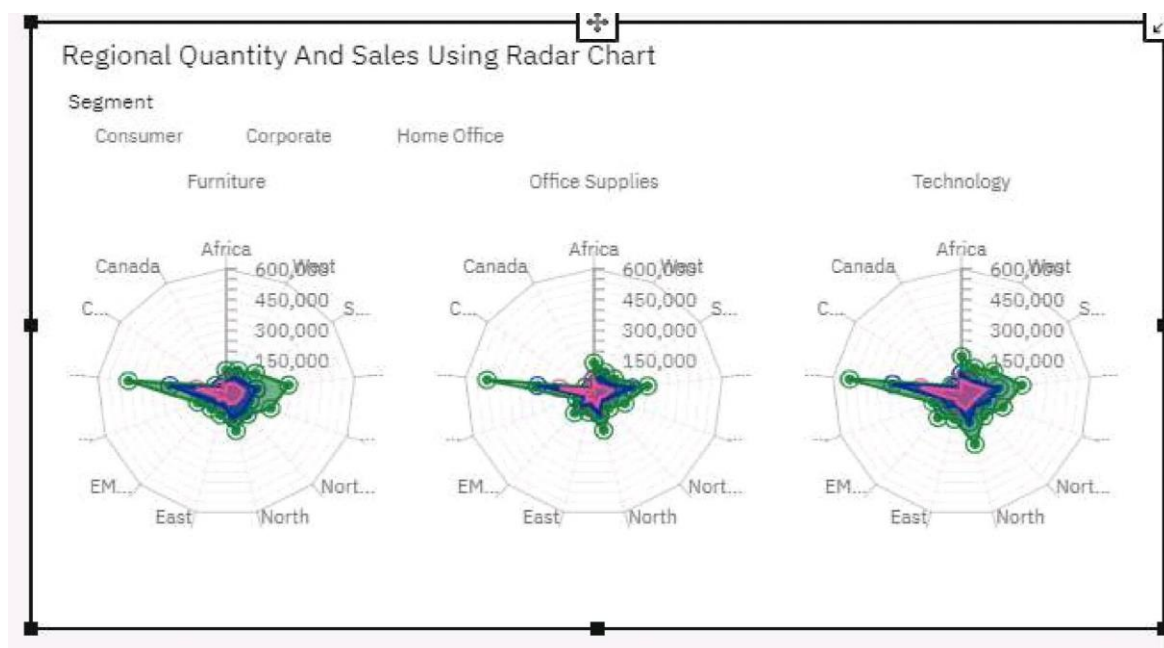 Regional Quantity And Sales Using Radar Chart
Segment
Consumer Corporate Home Office
Furniture Office Supplies Technology
Africa Africa Africa
Canada 600,000 West Canada 600,000 West Canada 600,000 West
C... 450,000 S... C... 450,000 S... C... 450,000 S...
300,000 300,000 300,000
150,000 150,000 150,000
... ... ... ... ... ...
... ... ... ... ... ...
EM... Nort... EM... Nort... EM... Nort...
East North East North East North